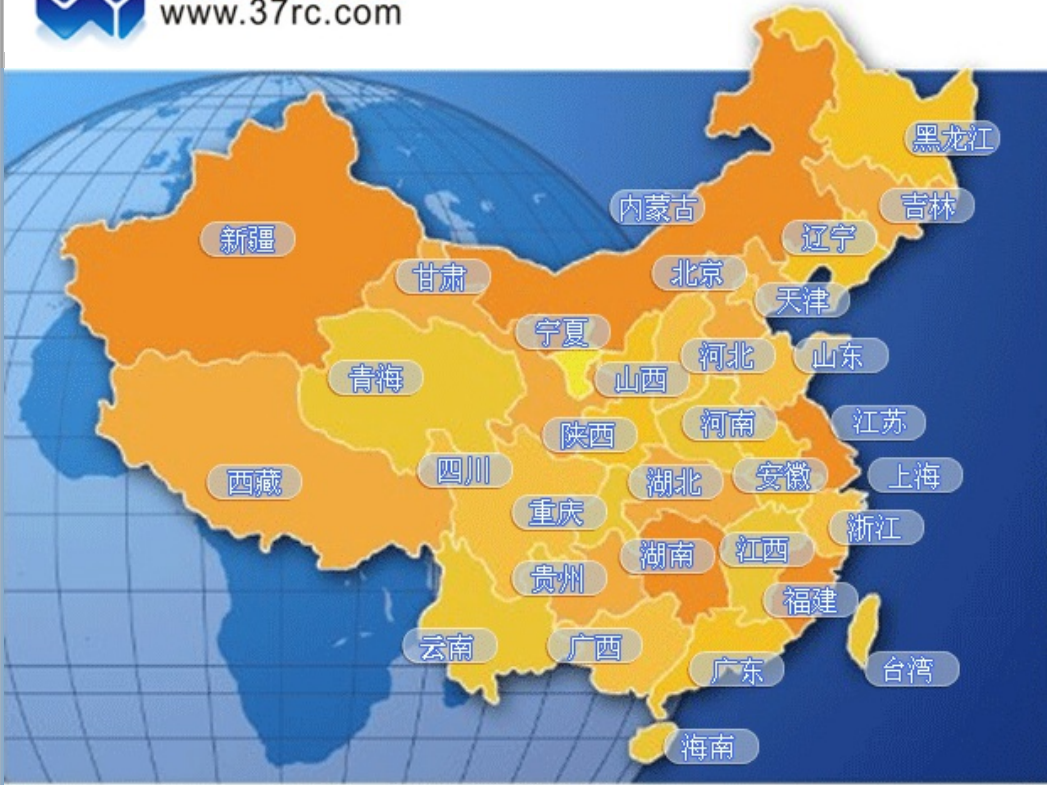 www.37rc.com
黑龙江
内蒙古
吉林
新疆
辽宁
甘肃
北京
天津
宁夏
河北
山东
青海
山西
陕西
河南
江苏
四川
西藏
湖北
安徽
上海
重庆
浙江
湖南
江西
贵州
福建
云南
广西
广东
台湾
海南